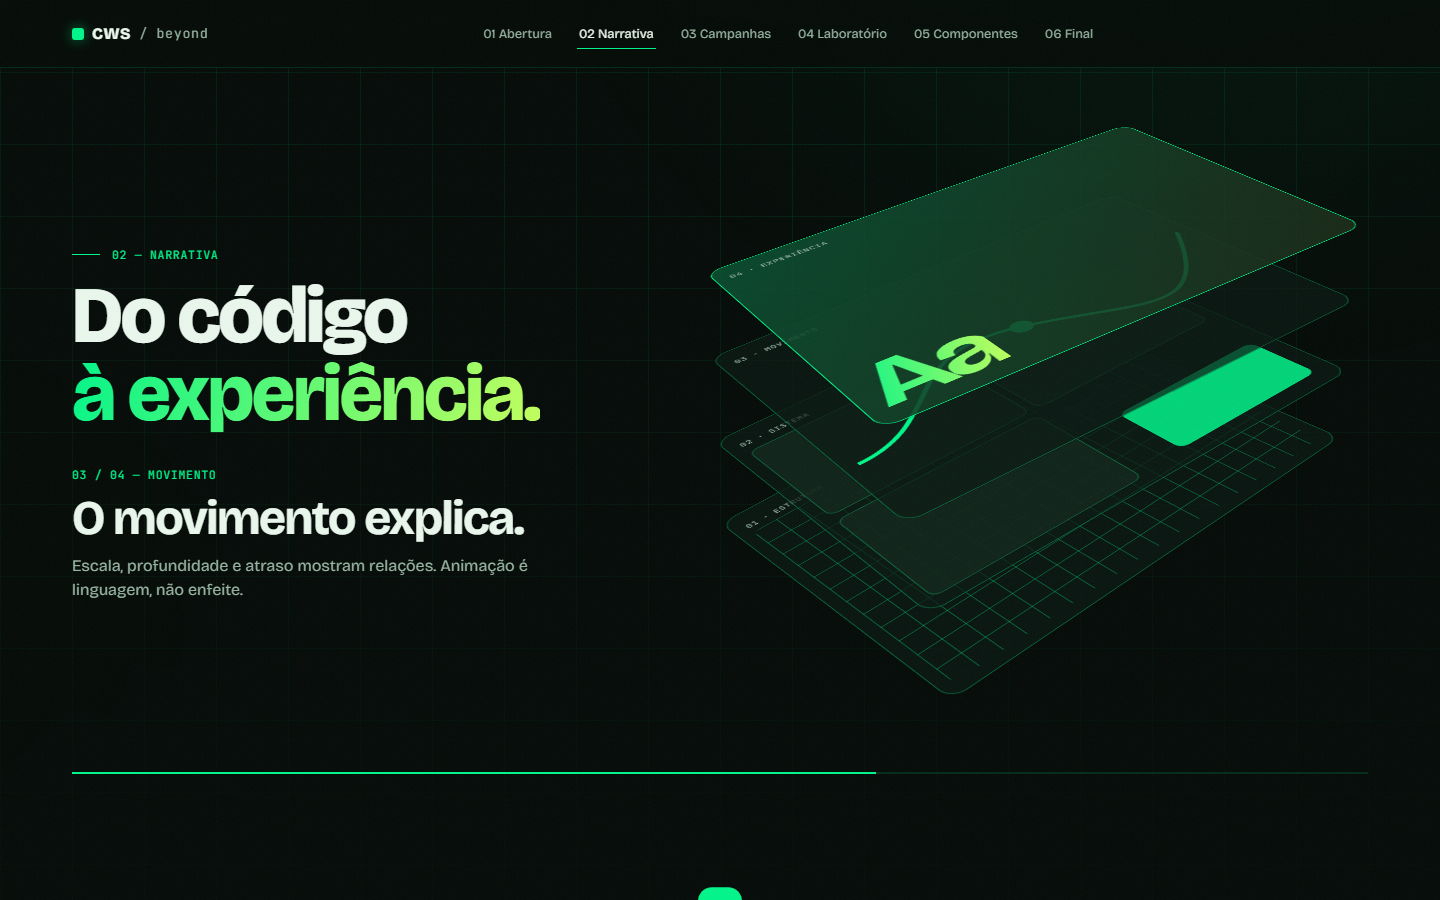 CWS / beyond
01 Abertura
02 Narrativa
03 Campanhas
04 Laboratório
05 Componentes
06 Final
02 — NARRATIVA
Do código
à experiência.
03 / 04 — MOVIMENTO
O movimento explica.
Escala, profundidade e atraso mostram relações. Animação é
linguagem, não enfeite.
04 · EXPERIÊNCIA
Aa